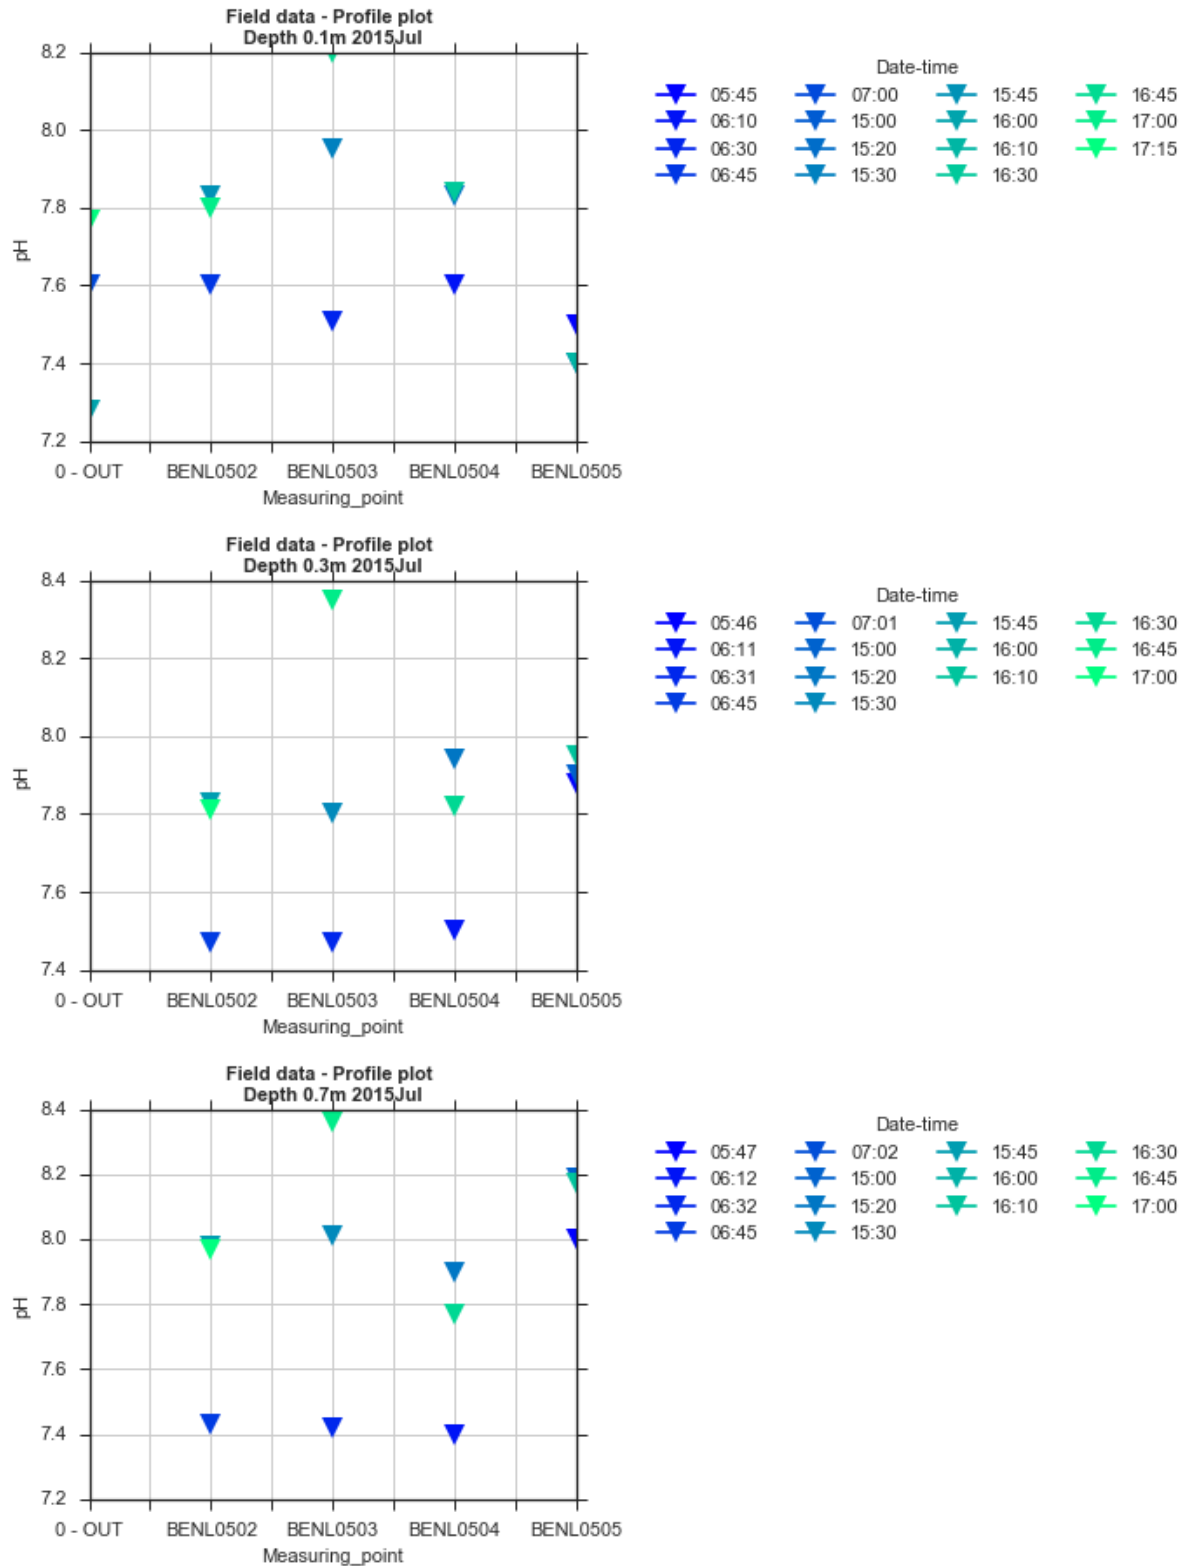 Field data - Profile plot
Depth 0.1m 2015Jul
8.2
8.0
7.8
7.6
7.4
7.2
pH
0 - OUT BENL0502 BENL0503 BENL0504 BENL0505
Measuring_point
Date-time
05:45 07:00 15:45 16:45
06:10 15:00 16:00 17:00
06:30 15:20 16:10 17:15
06:45 15:30 16:30
Field data - Profile plot
Depth 0.3m 2015Jul
8.4
8.2
8.0
7.8
7.6
7.4
pH
0 - OUT BENL0502 BENL0503 BENL0504 BENL0505
Measuring_point
Date-time
05:46 07:01 15:45 16:30
06:11 15:00 16:00 16:45
06:31 15:20 16:10 17:00
06:45 15:30
Field data - Profile plot
Depth 0.7m 2015Jul
8.4
8.2
8.0
7.8
7.6
7.4
7.2
pH
0 - OUT BENL0502 BENL0503 BENL0504 BENL0505
Measuring_point
Date-time
05:47 07:02 15:45 16:30
06:12 15:00 16:00 16:45
06:32 15:20 16:10 17:00
06:45 15:30